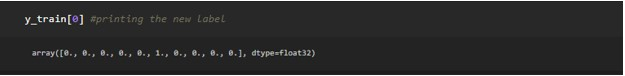 y_train[0] #printing the new label
array([0., 0., 0., 0., 0., 1., 0., 0., 0., 0.], dtype=float32)